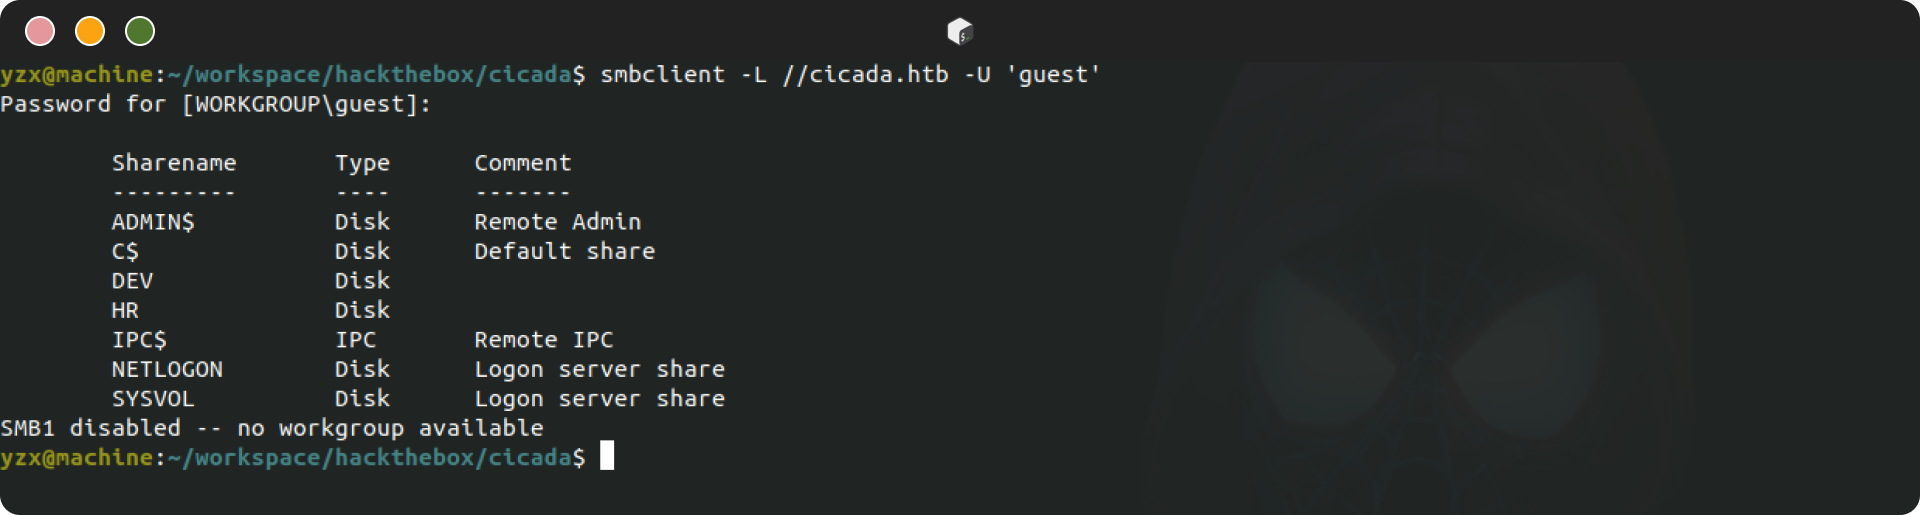 yzx@machine:~/workspace/hackthebox/cicada$ smbclient -L //cicada.htb -U 'guest'
Password for [WORKGROUP\guest]:
Sharename       Type      Comment
---------       ----      -------
ADMIN$          Disk      Remote Admin
C$              Disk      Default share
DEV             Disk
HR              Disk
IPC$            IPC       Remote IPC
NETLOGON        Disk      Logon server share
SYSVOL          Disk      Logon server share
SMB1 disabled -- no workgroup available
yzx@machine:~/workspace/hackthebox/cicada$